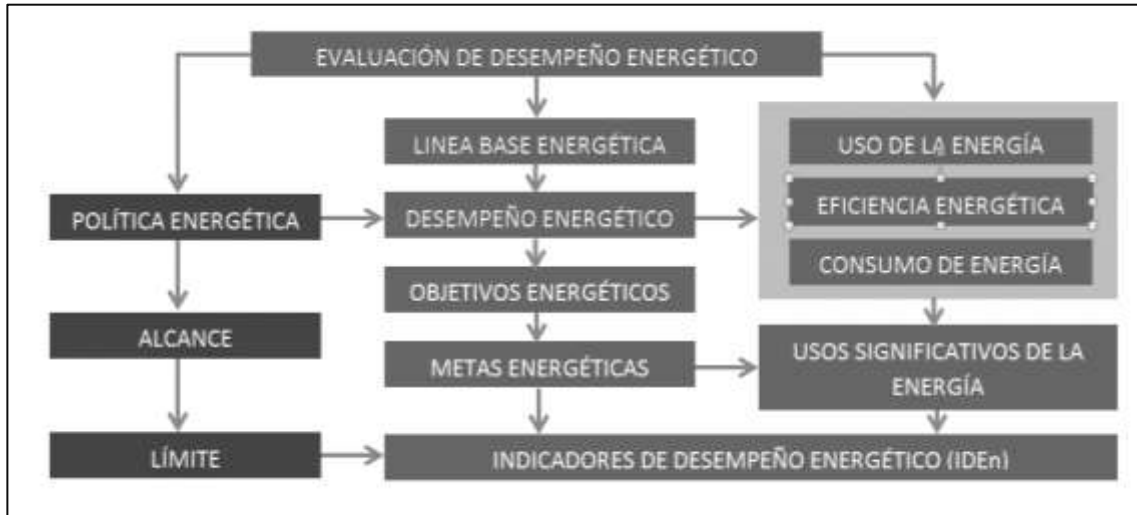 EVALUACIÓN DE DESEMPEÑO ENERGÉTICO
LINEA BASE ENERGÉTICA
USO DE LA ENERGÍA
POLÍTICA ENERGÉTICA
DESEMPEÑO ENERGÉTICO
EFICIENCIA ENERGÉTICA
CONSUMO DE ENERGÍA
OBJETIVOS ENERGÉTICOS
ALCANCE
METAS ENERGÉTICAS
USOS SIGNIFICATIVOS DE LA
ENERGÍA
LÍMITE
INDICADORES DE DESEMPEÑO ENERGÉTICO (IDEn)